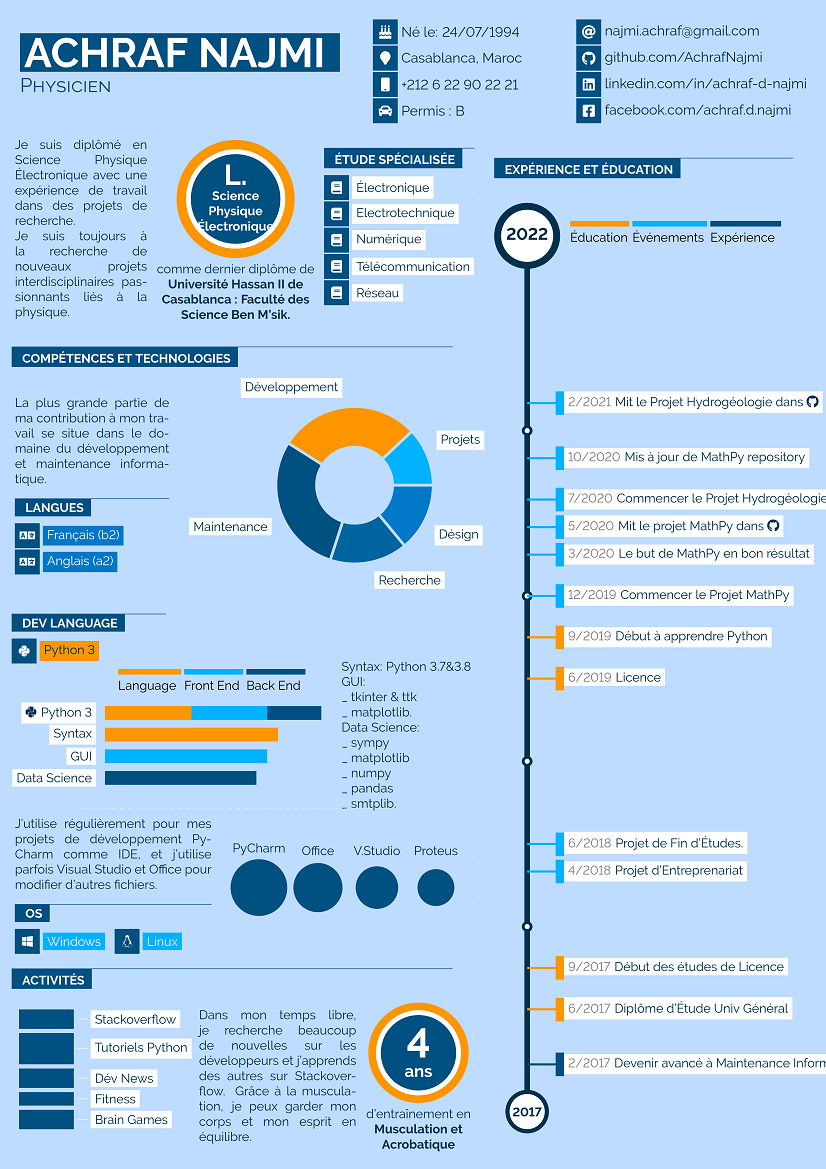 ACHRAF NAJMI
Physicien
Né le: 24/07/1994
Casablanca, Maroc
+212 6 22 90 22 21
Permis : B
najmi.achraf@gmail.com
github.com/AchrafNajmi
linkedin.com/in/achraf-d-najmi
facebook.com/achraf.d.najmi
Je suis diplômé en
Science Physique
Électronique avec une
expérience de travail
dans des projets de
recherche.
Je suis toujours à
la recherche de
nouveaux projets
interdisciplinaires pas-
sionnants liés à la
physique.
L.
Science
Physique
Électronique
comme dernier diplôme de
Université Hassan II de
Casablanca : Faculté des
Science Ben M'sik.
ÉTUDE SPÉCIALISÉE
Électronique
Electrotechnique
Numérique
Télécommunication
Réseau
COMPÉTENCES ET TECHNOLOGIES
La plus grande partie de
ma contribution à mon tra-
vail se situe dans le do-
maine du développement
et maintenance informa-
tique.
Développement
Projets
Désign
Recherche
Maintenance
LANGUES
Français (b2)
Anglais (a2)
DEV LANGUAGE
Python 3
Language Front End Back End
Python 3
Syntax
GUI
Data Science
Syntax: Python 3.7&3.8
GUI:
_ tkinter & ttk
_ matplotlib.
Data Science:
_ sympy
_ matplotlib
_ numpy
_ pandas
_ smtplib.
J'utilise régulièrement pour mes
projets de développement Py-
Charm comme IDE, et j'utilise
parfois Visual Studio et Office pour
modifier d'autres fichiers.
PyCharm Office V.Studio Proteus
OS
Windows
Linux
ACTIVITÉS
Stackoverflow
Tutoriels Python
Dév News
Fitness
Brain Games
Dans mon temps libre,
je recherche beaucoup
de nouvelles sur les
développeurs et j'apprends
des autres sur Stackover-
flow. Grâce à la muscula-
tion, je peux garder mon
corps et mon esprit en
équilibre.
4
ans
d'entraînement en
Musculation et
Acrobatique
EXPÉRIENCE ET ÉDUCATION
2022
Éducation Événements Expérience
2/2021 Mit le Projet Hydrogéologie dans
10/2020 Mis à jour de MathPy repository
7/2020 Commencer le Projet Hydrogéologie
5/2020 Mit le projet MathPy dans
3/2020 Le but de MathPy en bon résultat
12/2019 Commencer le Projet MathPy
9/2019 Début à apprendre Python
6/2019 Licence
6/2018 Projet de Fin d'Études.
4/2018 Projet d'Entreprenariat
9/2017 Début des études de Licence
6/2017 Diplôme d'Étude Univ Général
2/2017 Devenir avancé à Maintenance Inform
2017